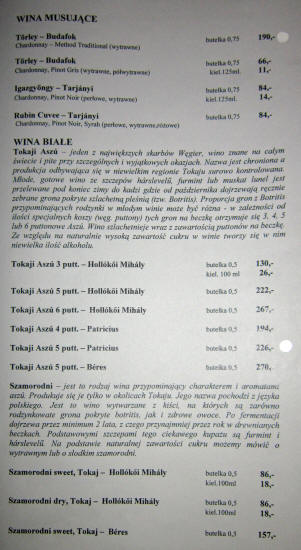 WINA MUSUJĄCE
Törley – Budafok butelka 0,75 190,-
Chardonnay – Method Traditional (wytrawne)
Törley – Budafok butelka 0,75 66,-
Chardonnay, Pinot Gris (wytrawne, półwytrawne) kiel.125ml. 11,-
Igazgyöngy – Tarjányi butelka 0,75 84,-
Chardonnay, Pinot Noir (perłowe, wytrawne) kiel.125ml. 14,-
Rubin Cuvee – Tarjányi butelka 0,75 84,-
Chardonnay, Pinot Noir, Syrah (perłowe, wytrawne,różowe)
WINA BIAŁE
Tokaji Aszú – jeden z największych skarbów Węgier, wino znane na całym
świecie i pite przy szczególnych i wyjątkowych okazjach. Nazwa jest chroniona a
produkcja odbywająca się w niewielkim regionie Tokaju surowo kontrolowana.
Młode, gotowe wino ze szczepów hárslevelű, furmint lub muskat lunel jest
przelewane pod koniec zimy do kadzi gdzie od października dojrzewają ręcznie
zebrane grona pokryte szlachetną pleśnią (tzw. Botritis). Proporcja gron z Botritis
przypominających rodzynki w młodym winie może być różna - w zależności od
ilości specjalnych koszy (węg. puttony) tych gron na beczkę otrzymuje się 3, 4, 5
lub 6 puttonowe Aszú. Wino szlachetnieje wraz z zawartością puttonów na beczkę.
Ze względu na naturalnie wysoką zawartość cukru w winie tworzy się w nim
niewielka ilość alkoholu.
Tokaji Aszú 3 putt. – Hollókői Mihály butelka 0,5 130,-
kiel. 100 ml 26,-
Tokaji Aszú 5 putt. – Hollókői Mihály butelka 0,5 222,-
Tokaji Aszú 6 putt. – Hollókői Mihály butelka 0,5 267,-
Tokaji Aszú 4 putt. – Patricius butelka 0,5 194,-
Tokaji Aszú 5 putt. – Patricius butelka 0,5 226,-
Tokaji Aszú 5 putt. – Béres butelka 0,5 270,-
Szamorodni – jest to rodzaj wina przypominający charakterem i aromatami
aszú. Produkuje się je tylko w okolicach Tokaju. Jego nazwa pochodzi z języka
polskiego. Jest to wino wytwarzane z kiści, na których są zarówno
rodzynkowate grona pokryte botritis, jak i zdrowe owoce. Po fermentacji
dojrzewa przez minimum 2 lata, z czego przynajmniej przez rok w drewnianych
beczkach. Podstawowymi szczepami tego ciekawego kupażu są furmint i
hárslevelű. Na podstawie naturalnej zawartości cukru możemy mówić o
wytrawnym lub o słodkim szamorodni.
Szamorodni sweet, Tokaj – Hollókői Mihály butelka 0,5 86,-
kiel.100ml 18,-
Szamorodni dry, Tokaj – Hollókői Mihály butelka 0,5 86,-
kiel.100ml 18,-
Szamorodni sweet, Tokaj – Béres butelka 0,5 157,-